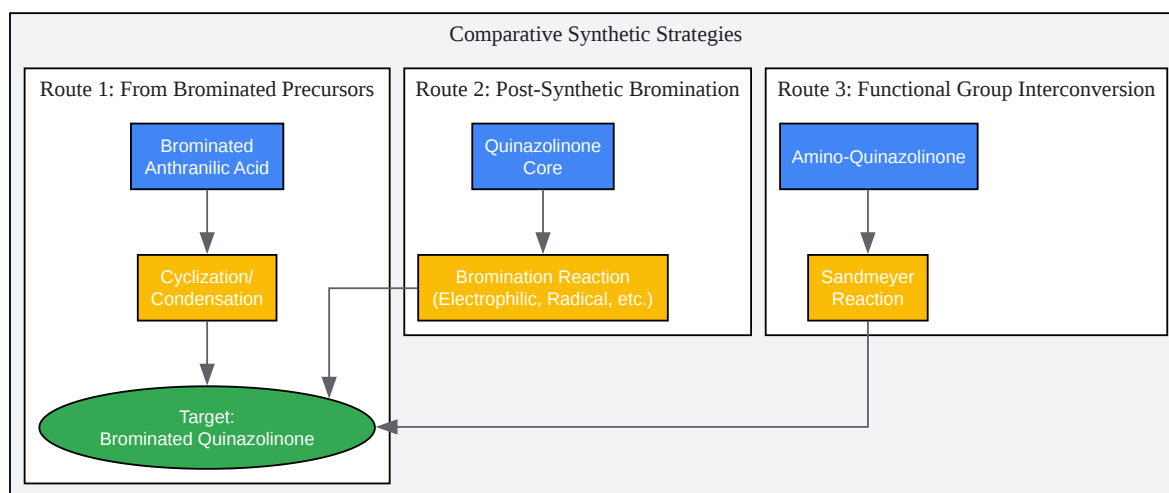 Comparative Synthetic Strategies
Route 1: From Brominated Precursors
Brominated
Anthranilic Acid
Cyclization/
Condensation
Target:
Brominated Quinazolinone
Route 2: Post-Synthetic Bromination
Quinazolinone
Core
Bromination Reaction
(Electrophilic, Radical, etc.)
Route 3: Functional Group Interconversion
Amino-Quinazolinone
Sandmeyer
Reaction